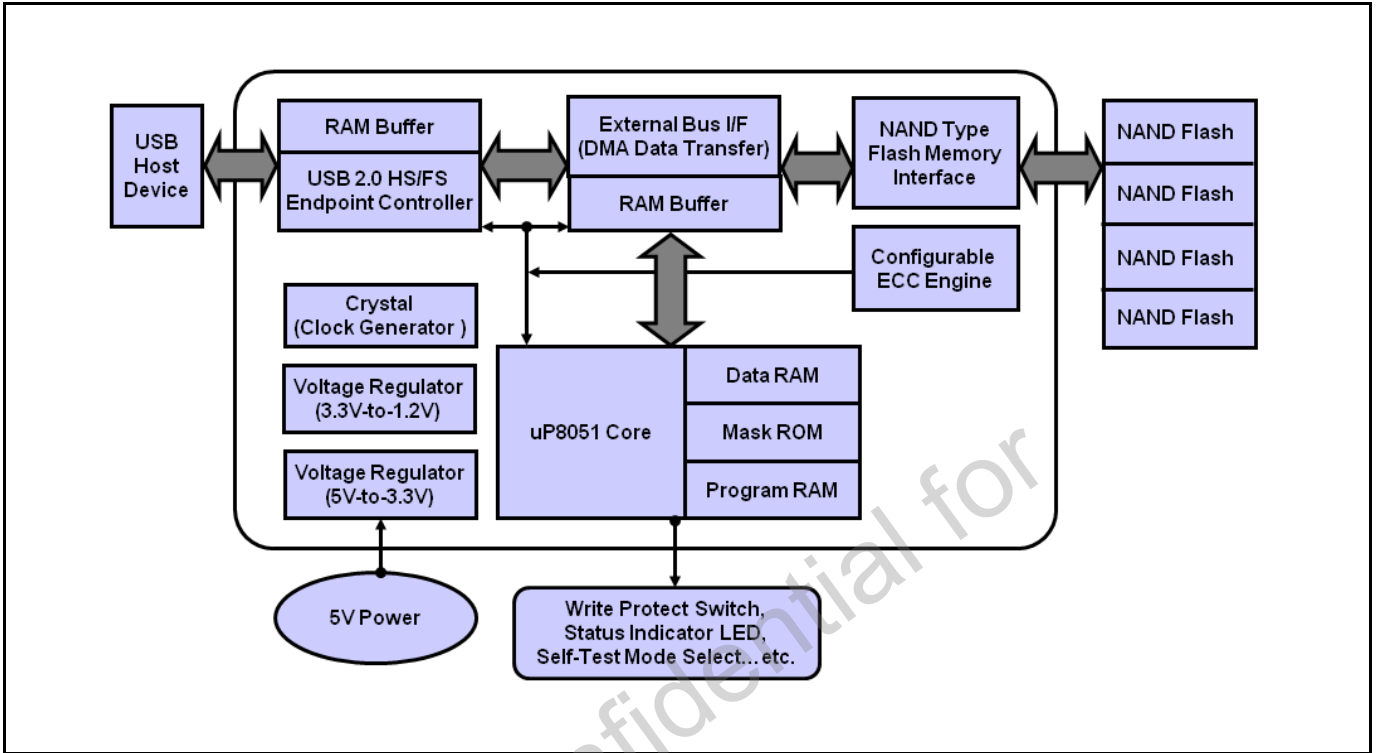 USB
Host
Device
RAM Buffer
USB 2.0 HS/FS
Endpoint Controller
External Bus I/F
(DMA Data Transfer)
RAM Buffer
NAND Type
Flash Memory
Interface
NAND Flash
NAND Flash
NAND Flash
NAND Flash
Configurable
ECC Engine
Crystal
(Clock Generator )
Voltage Regulator
(3.3V-to-1.2V)
Voltage Regulator
(5V-to-3.3V)
uP8051 Core
Data RAM
Mask ROM
Program RAM
5V Power
Write Protect Switch,
Status Indicator LED,
Self-Test Mode Select... etc.
for